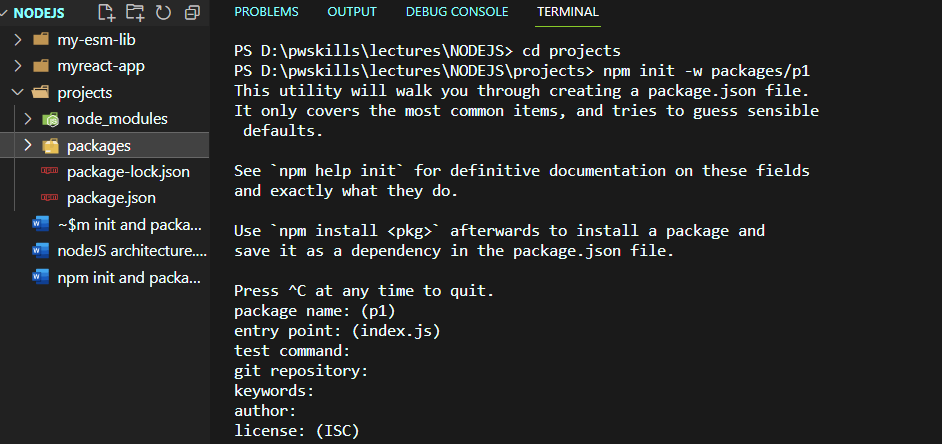 NODEJS
my-esm-lib
myreact-app
projects
node_modules
packages
package-lock.json
package.json
~$m init and packa...
nodeJS architecture....
npm init and packa...
PROBLEMS OUTPUT DEBUG CONSOLE TERMINAL
PS D:\pwskills\lectures\NODEJS> cd projects
PS D:\pwskills\lectures\NODEJS\projects> npm init -w packages/p1
This utility will walk you through creating a package.json file.
It only covers the most common items, and tries to guess sensible
 defaults.
See `npm help init` for definitive documentation on these fields
and exactly what they do.
Use `npm install <pkg>` afterwards to install a package and
save it as a dependency in the package.json file.
Press ^C at any time to quit.
package name: (p1)
entry point: (index.js)
test command:
git repository:
keywords:
author:
license: (ISC)